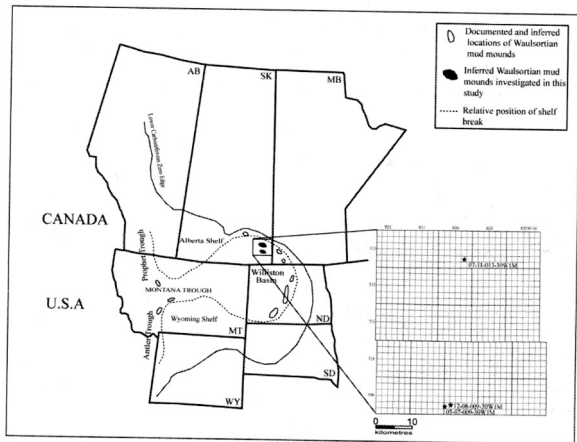 Documented and inferred
locations of Waulsortian
mud mounds
Inferred Waulsortian mud
mounds investigated in this
study
Relative position of shelf
break
AB
SK
MB
Lower Carboniferous Zero Edge
CANADA
Alberta Shelf
Prophet Trough
Williston
Basin
MONTANA TROUGH
U.S.A
Wyoming Shelf
Antler Trough
MT
ND
SD
WY
07-11-013-30W1M
12-08-009-30W1M
05-07-009-30W1M
0 10
kilometres